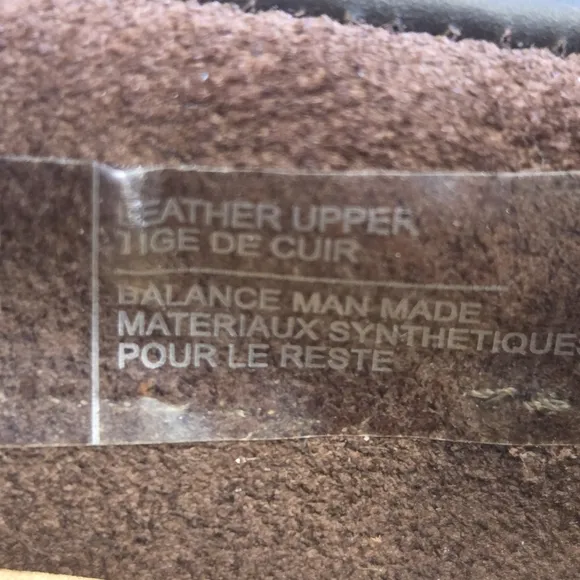 LEATHER UPPER
TIGE DE CUIR
BALANCE MAN MADE
MATERIAUX SYNTHETIQUES
POUR LE RESTE